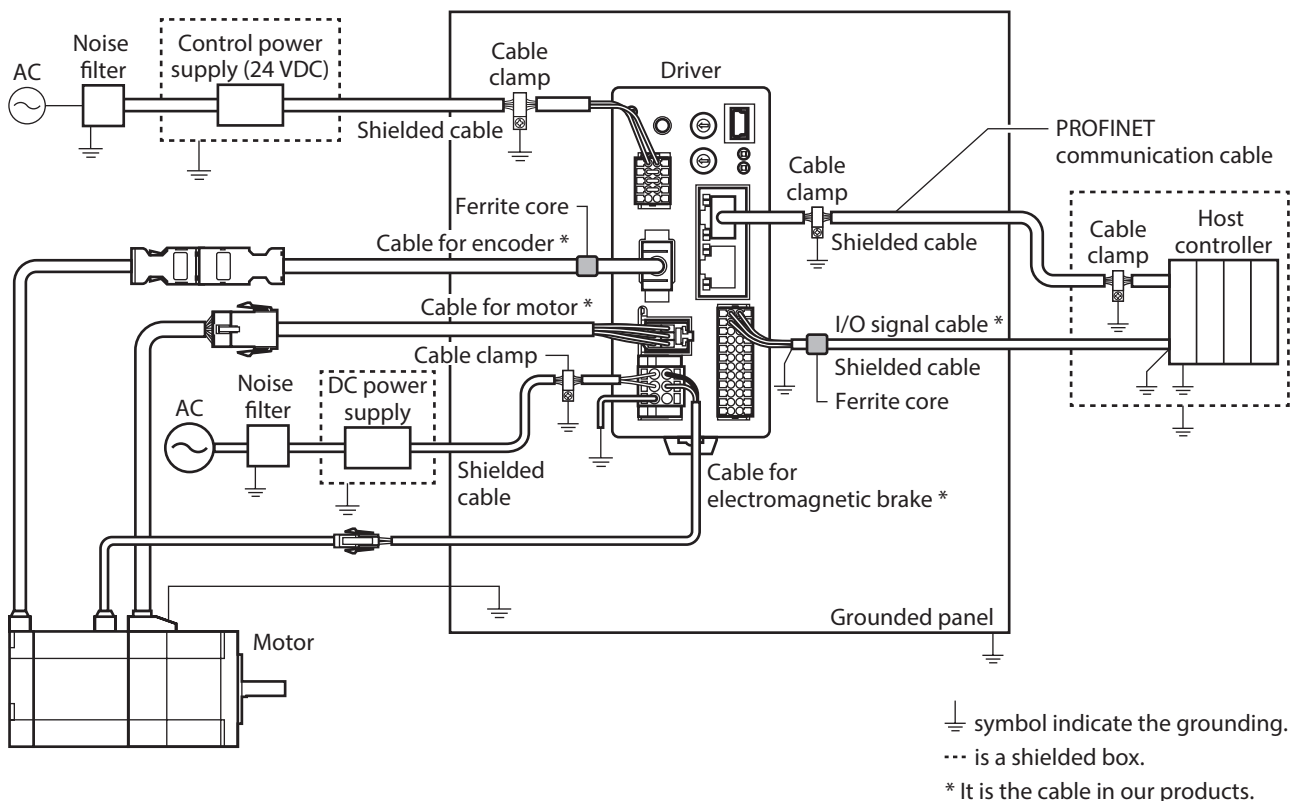 AC
Noise
filter
Control power
supply (24 VDC)
Shielded cable
Cable
clamp
Driver
PROFINET
communication cable
Cable
clamp
Shielded cable
Cable
clamp
Host
controller
Ferrite core
Cable for encoder *
Cable for motor *
I/O signal cable *
Shielded cable
Ferrite core
Cable clamp
AC
Noise
filter
DC power
supply
Shielded
cable
Cable for
electromagnetic brake *
Motor
Grounded panel
symbol indicate the grounding.
is a shielded box.
* It is the cable in our products.